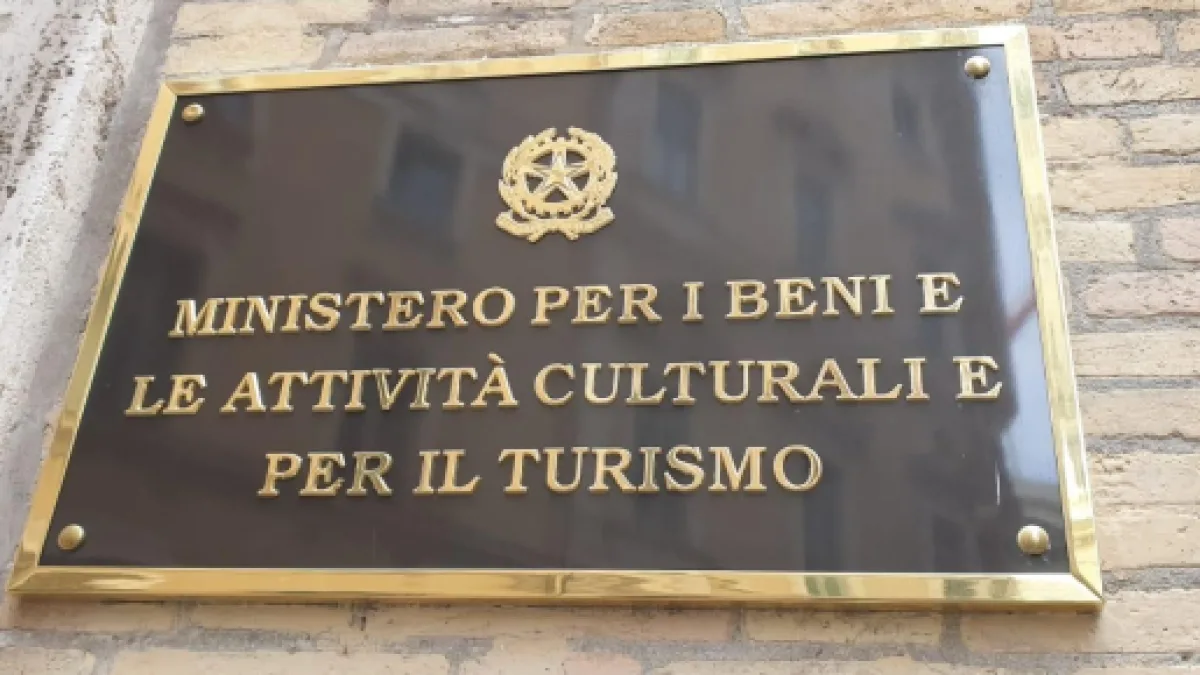 MINISTERO PER I BENI E
LE ATTIVITÀ CULTURALI E
PER IL TURISMO